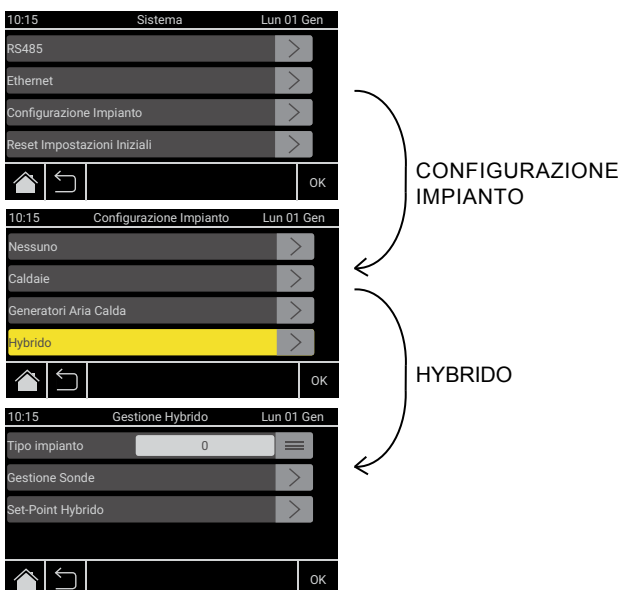 10:15 Sistema Lun 01 Gen
RS485
Ethernet
Configurazione Impianto
Reset Impostazioni Iniziali
OK
CONFIGURAZIONE
IMPIANTO
10:15 Configurazione Impianto Lun 01 Gen
Nessuno
Caldaie
Generatori Aria Calda
Hybrido
OK
HYBRIDO
10:15 Gestione Hybrido Lun 01 Gen
Tipo impianto 0
Gestione Sonde
Set-Point Hybrido
OK